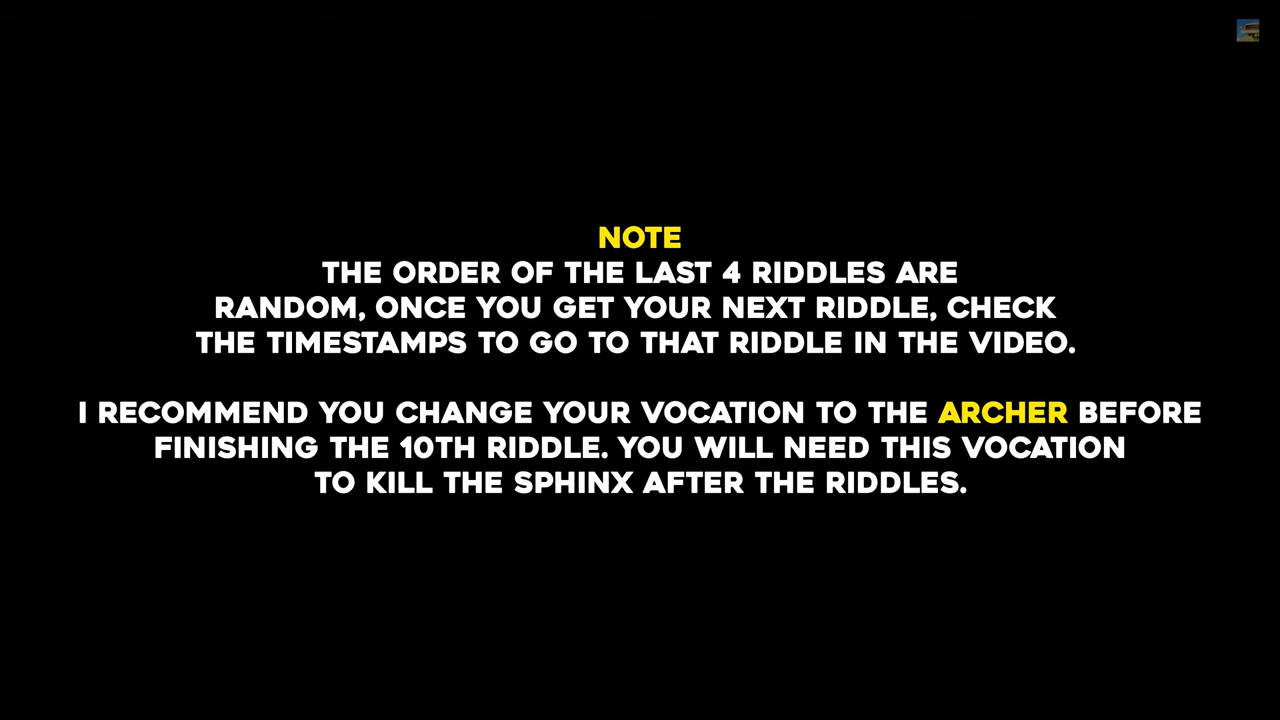 NOTE
THE ORDER OF THE LAST 4 RIDDLES ARE
RANDOM, ONCE YOU GET YOUR NEXT RIDDLE, CHECK
THE TIMESTAMPS TO GO TO THAT RIDDLE IN THE VIDEO.
I RECOMMEND YOU CHANGE YOUR VOCATION TO THE ARCHER BEFORE
FINISHING THE 10TH RIDDLE. YOU WILL NEED THIS VOCATION
TO KILL THE SPHINX AFTER THE RIDDLES.